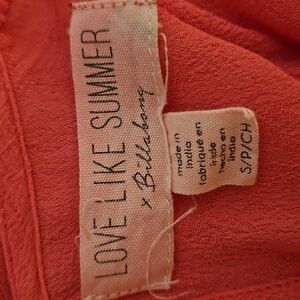 LOVE LIKE SUMMER
x Billabong
made in
india
fabriqué en
inde
hecho en
india
S/P/CH